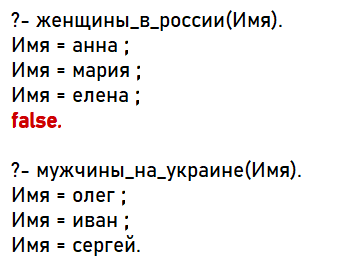 ?- женщины_в_россии(Имя).
Имя = анна ;
Имя = мария ;
Имя = елена ;
false.
?- мужчины_на_украине(Имя).
Имя = олег ;
Имя = иван ;
Имя = сергей.